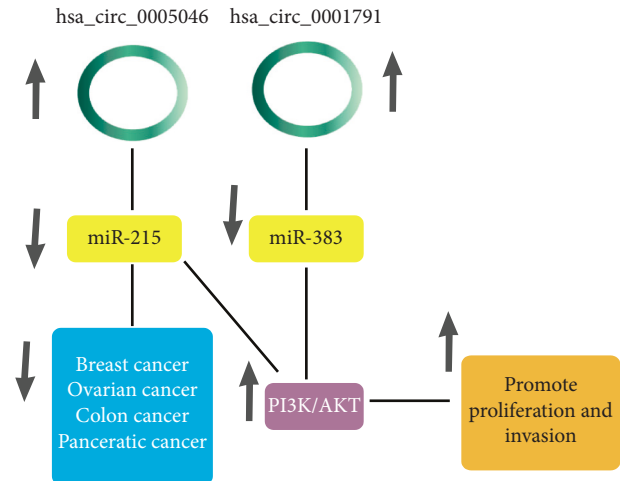 hsa_circ_0005046
hsa_circ_0001791
miR-215
miR-383
Breast cancer
Ovarian cancer
Colon cancer
Panceratic cancer
PI3K/AKT
Promote
proliferation and
invasion